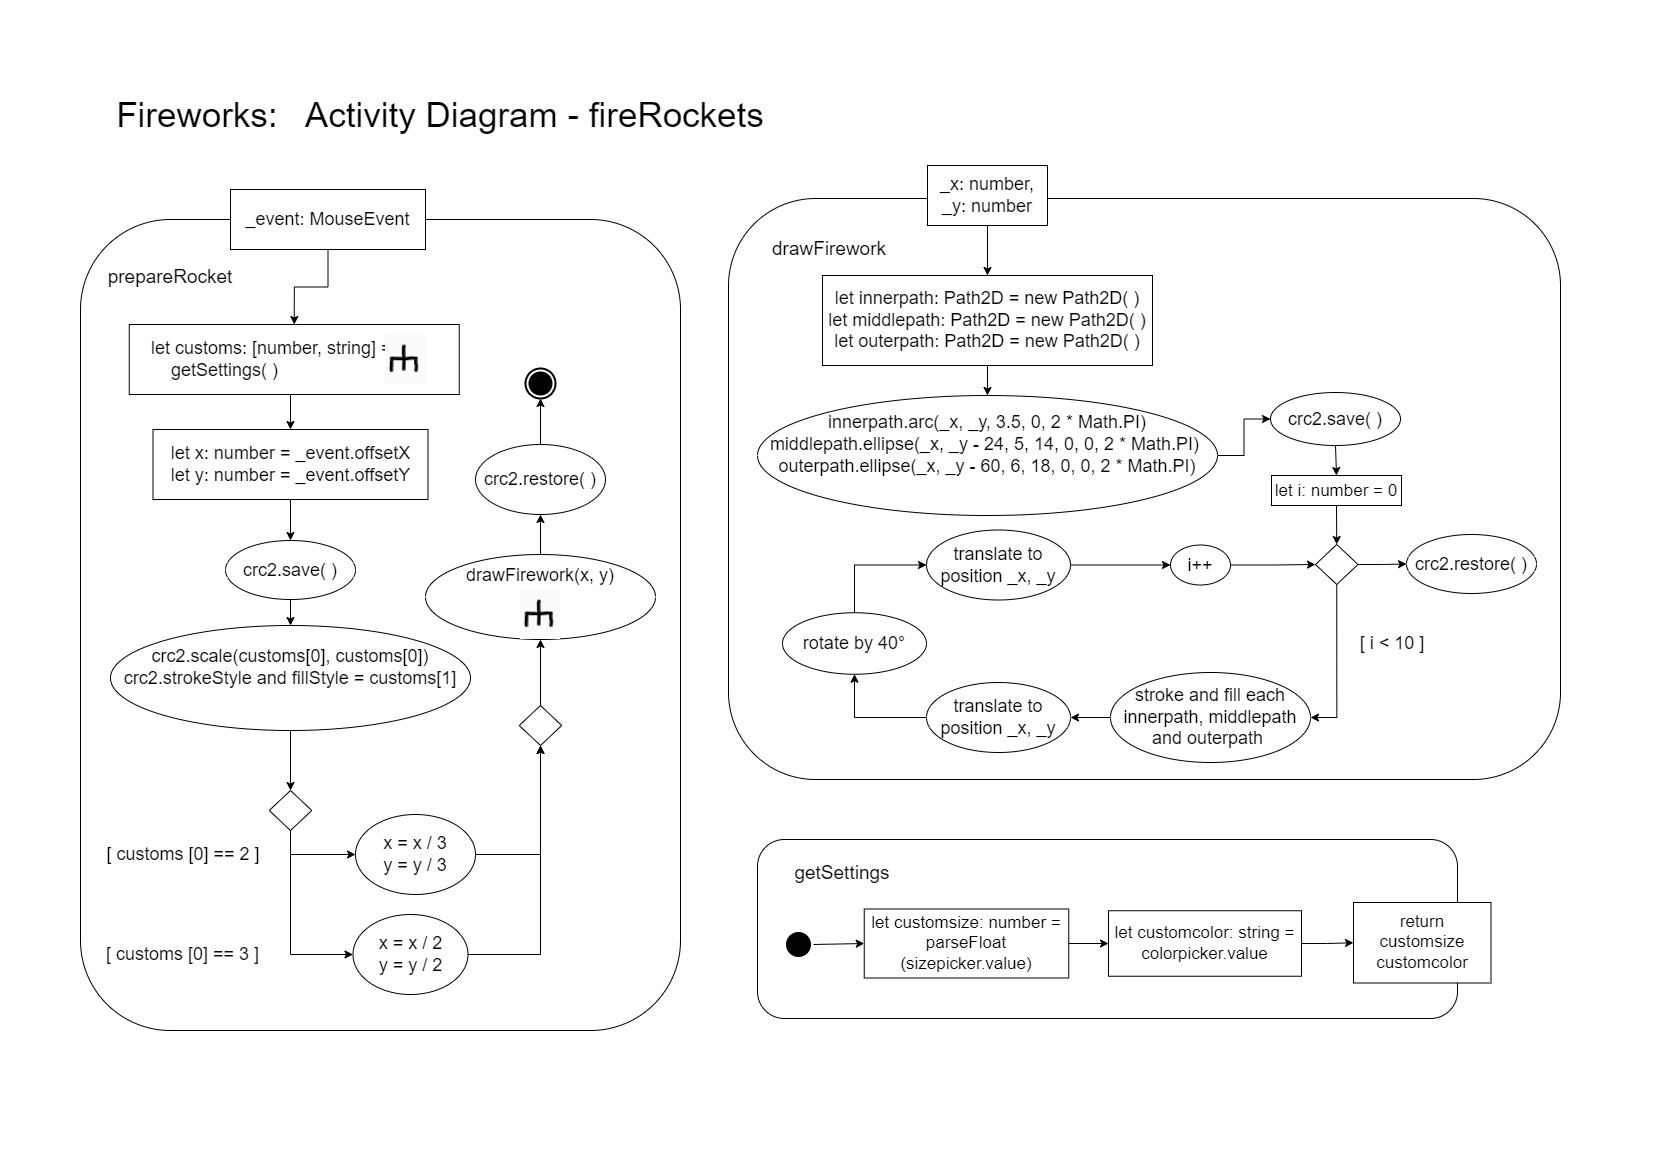 Fireworks:   Activity Diagram - fireRockets
_event: MouseEvent
prepareRocket
let customs: [number, string] =
getSettings( )
let x: number = _event.offsetX
let y: number = _event.offsetY
crc2.save( )
crc2.scale(customs[0], customs[0])
crc2.strokeStyle and fillStyle = customs[1]
[ customs [0] == 2 ]
x = x / 3
y = y / 3
[ customs [0] == 3 ]
x = x / 2
y = y / 2
drawFirework(x, y)
crc2.restore( )
_x: number,
_y: number
drawFirework
let innerpath: Path2D = new Path2D( )
let middlepath: Path2D = new Path2D( )
let outerpath: Path2D = new Path2D( )
innerpath.arc(_x, _y, 3.5, 0, 2 * Math.PI)
middlepath.ellipse(_x, _y - 24, 5, 14, 0, 0, 2 * Math.PI)
outerpath.ellipse(_x, _y - 60, 6, 18, 0, 0, 2 * Math.PI)
crc2.save( )
let i: number = 0
crc2.restore( )
[ i < 10 ]
stroke and fill each
innerpath, middlepath
and outerpath
translate to
position _x, _y
rotate by 40°
translate to
position _x, _y
i++
getSettings
let customsize: number =
parseFloat
(sizepicker.value)
let customcolor: string =
colorpicker.value
return
customsize
customcolor